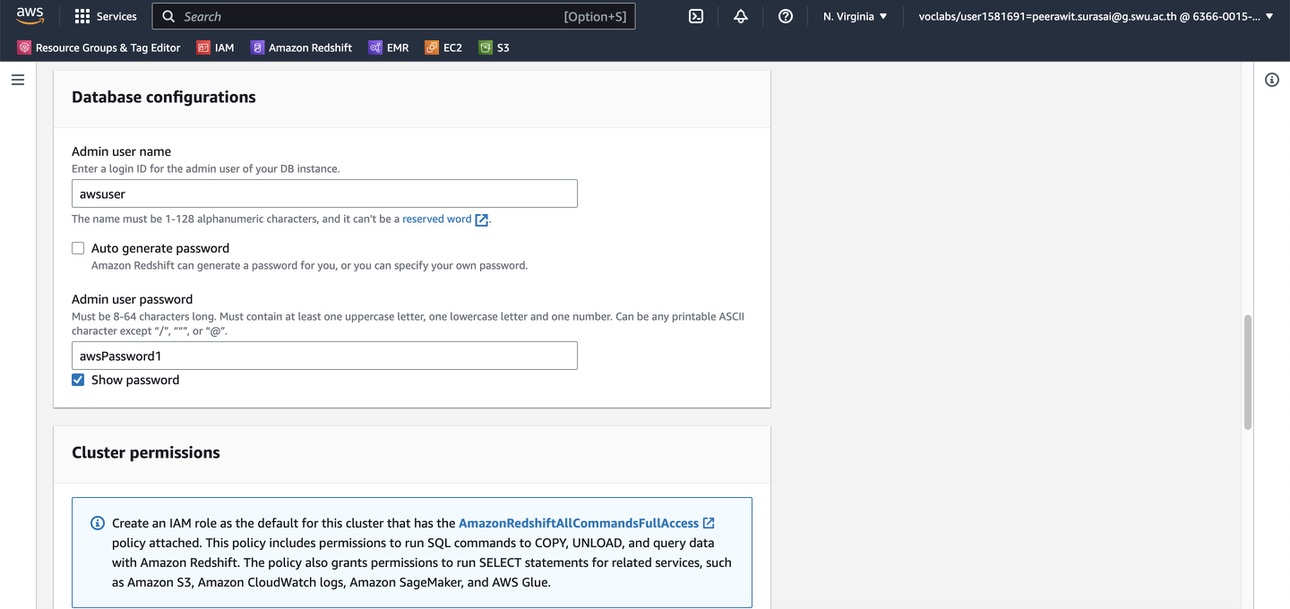 aws
Services
Search
[Option+S]
N. Virginia
voclabs/user1581691=peerawit.surasai@g.swu.ac.th @ 6366-0015-...
Resource Groups & Tag Editor
IAM
Amazon Redshift
EMR
EC2
S3
Database configurations
Admin user name
Enter a login ID for the admin user of your DB instance.
awsuser
The name must be 1-128 alphanumeric characters, and it can't be a reserved word.
Auto generate password
Amazon Redshift can generate a password for you, or you can specify your own password.
Admin user password
Must be 8-64 characters long. Must contain at least one uppercase letter, one lowercase letter and one number. Can be any printable ASCII
character except “/”, “"”, or “@”.
awsPassword1
Show password
Cluster permissions
Create an IAM role as the default for this cluster that has the AmazonRedshiftAllCommandsFullAccess
policy attached. This policy includes permissions to run SQL commands to COPY, UNLOAD, and query data
with Amazon Redshift. The policy also grants permissions to run SELECT statements for related services, such
as Amazon S3, Amazon CloudWatch logs, Amazon SageMaker, and AWS Glue.